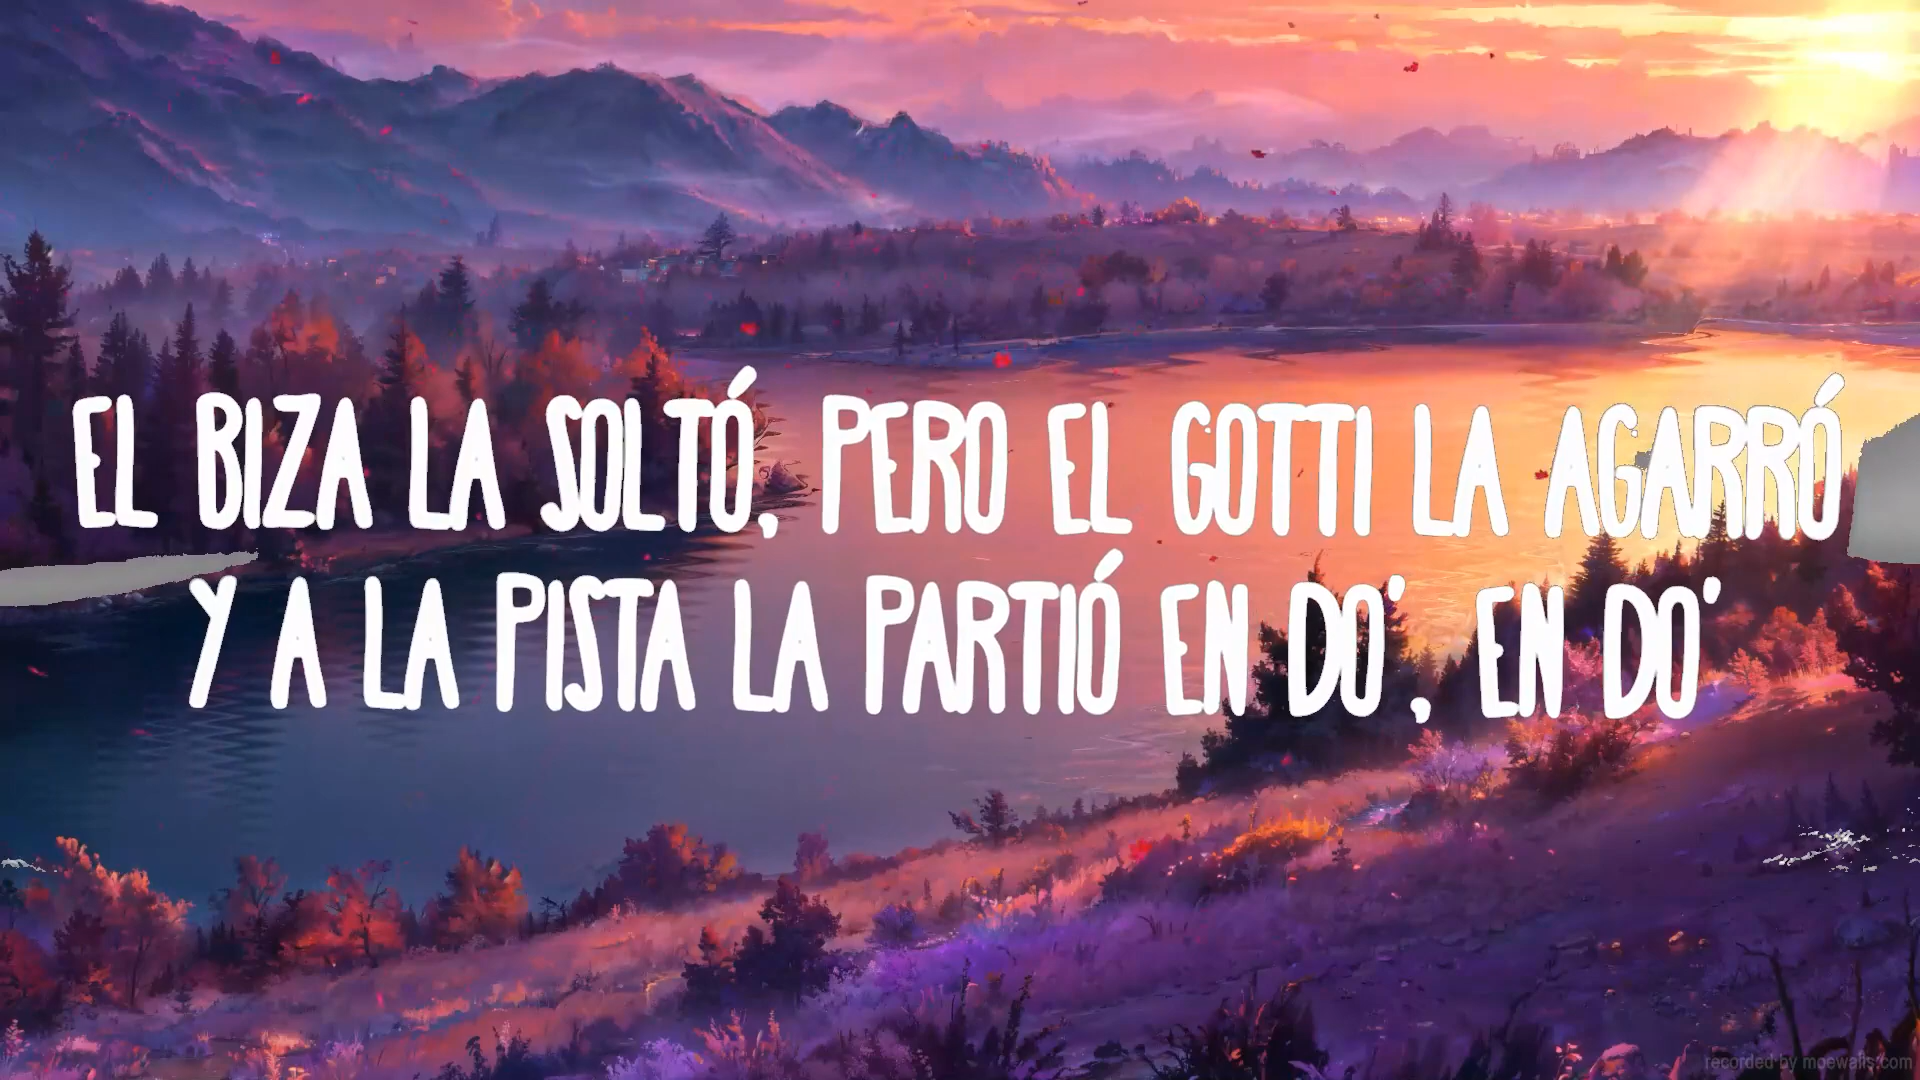 EL BIZA LA SOLTÓ, PERO EL GOTTI LA AGARRÓ
Y A LA PISTA LA PARTIÓ EN DO', EN DO'
recorded by moewalls.com